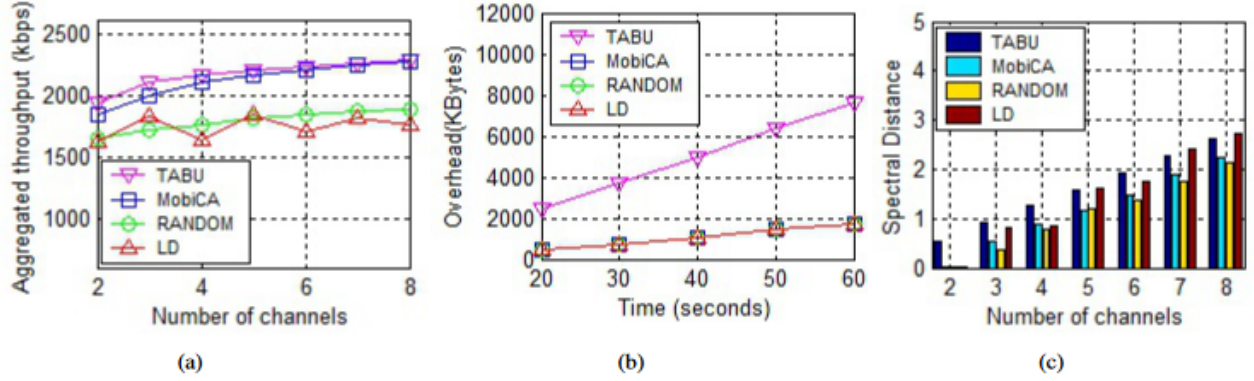 Aggregated throughput (kbps)
2500
2000
1500
1000
TABU
MobiCA
RANDOM
LD
2 4 6 8
Number of channels
(a)
Overhead(KBytes)
12000
10000
8000
6000
4000
2000
0
TABU
MobiCA
RANDOM
LD
20 30 40 50 60
Time (seconds)
(b)
Spectral Distance
5
4
3
2
1
0
TABU
MobiCA
RANDOM
LD
2 3 4 5 6 7 8
Number of channels
(c)